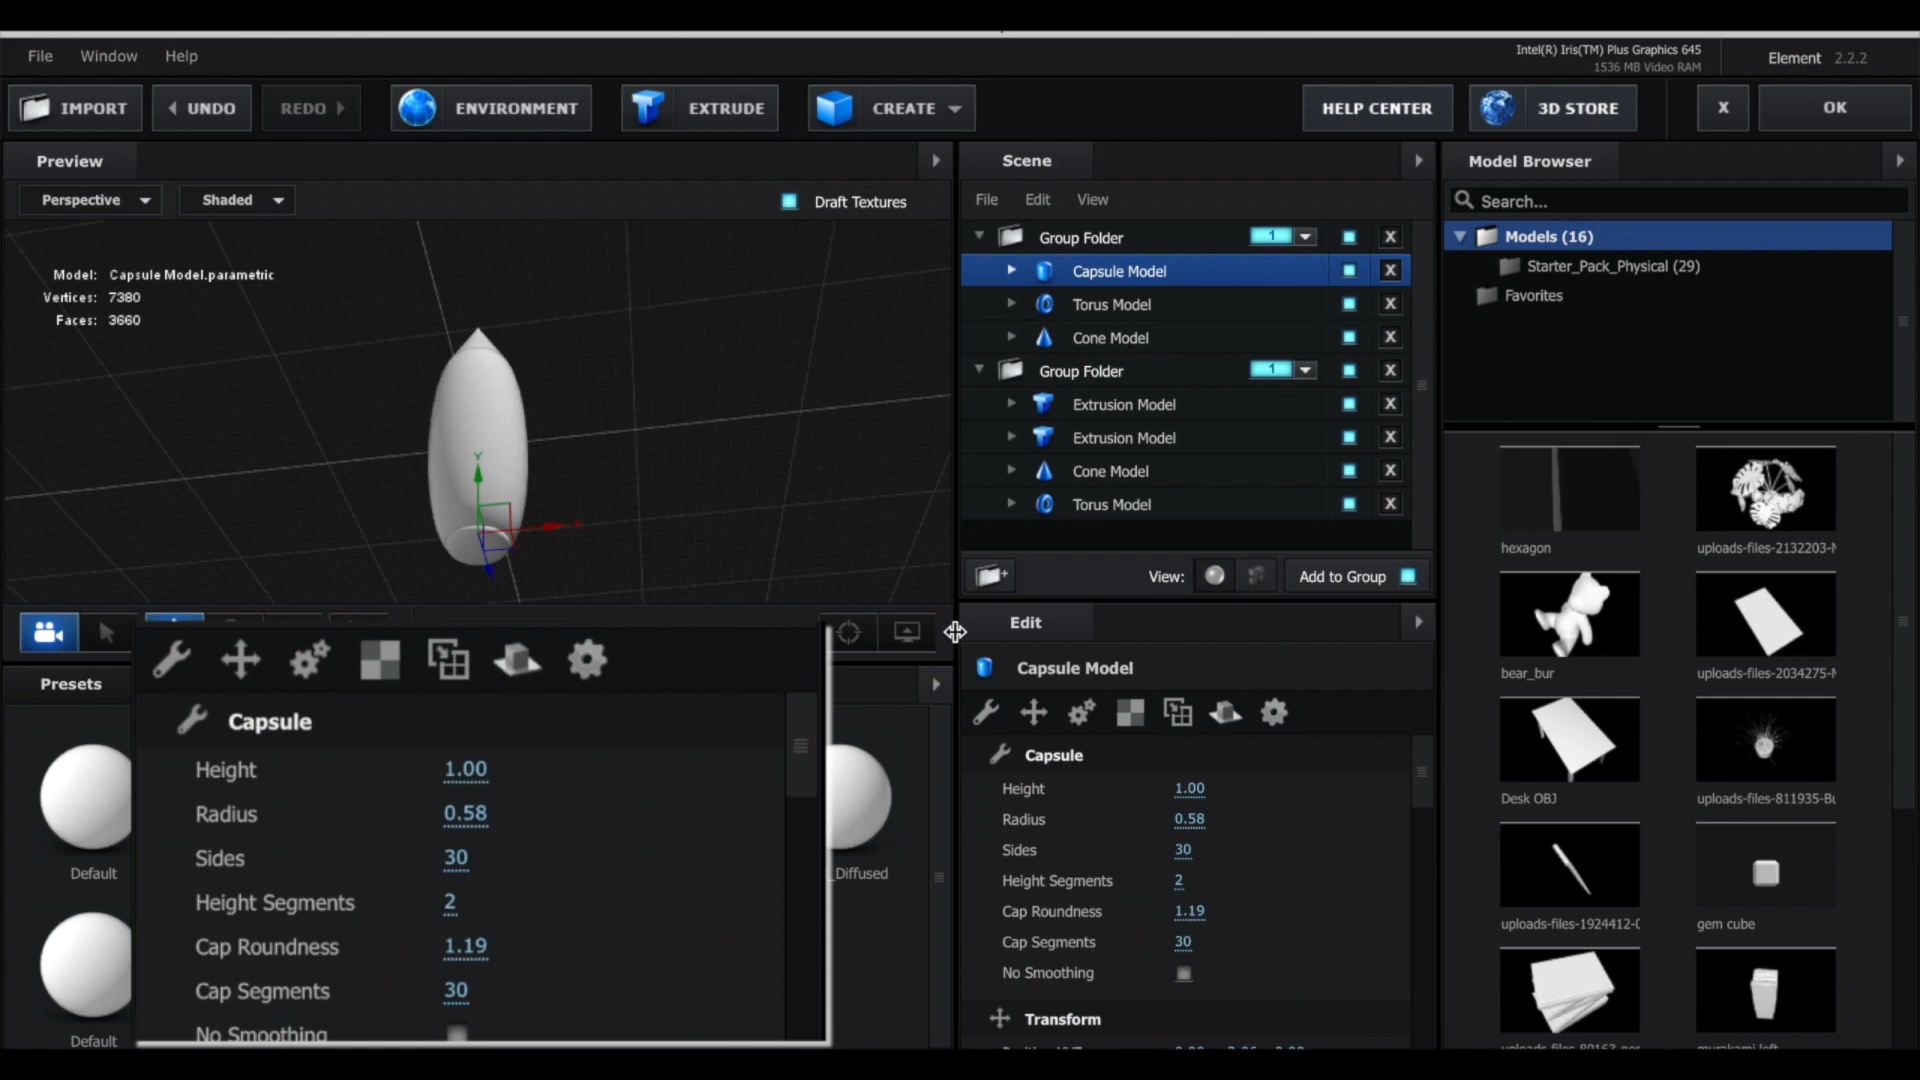 File Window Help
Intel(R) Iris(TM) Plus Graphics 645
1536 MB Video RAM
Element 2.2.2
IMPORT UNDO REDO ENVIRONMENT EXTRUDE CREATE HELP CENTER 3D STORE X OK
Preview
Perspective Shaded Draft Textures
Model: Capsule Model.parametric
Vertices: 7380
Faces: 3660
Y
X
Presets
Default
Default
_Diffused
Capsule
Height 1.00
Radius 0.58
Sides 30
Height Segments 2
Cap Roundness 1.19
Cap Segments 30
No Smoothing
Scene
File Edit View
Group Folder 1 X
Capsule Model X
Torus Model X
Cone Model X
Group Folder 1 X
Extrusion Model X
Extrusion Model X
Cone Model X
Torus Model X
View: Add to Group
Edit
Capsule Model
Capsule
Height 1.00
Radius 0.58
Sides 30
Height Segments 2
Cap Roundness 1.19
Cap Segments 30
No Smoothing
Transform
Model Browser
Search...
Models (16)
Starter_Pack_Physical (29)
Favorites
hexagon uploads-files-2132203-
bear_bur uploads-files-2034275-
Desk OBJ uploads-files-811935-Bu
uploads-files-1924412- gem cube